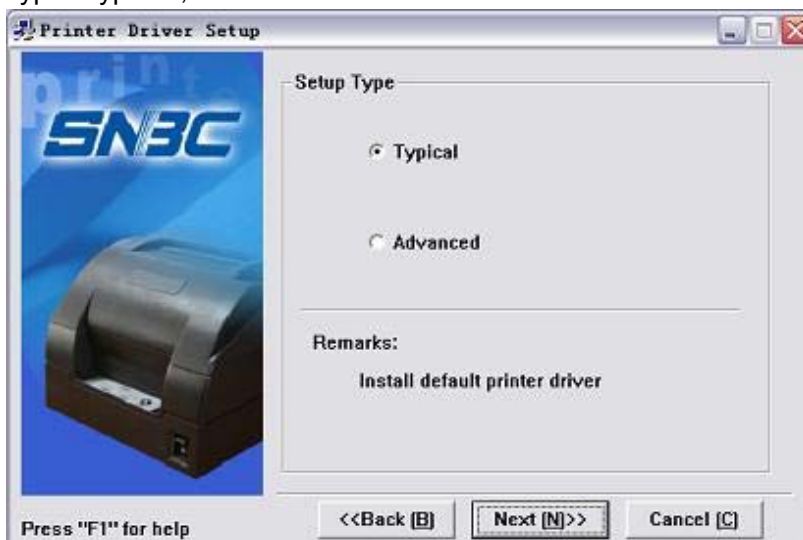 Printer Driver Setup
print
SNBC
Setup Type
Typical
Advanced
Remarks:
Install default printer driver
Press "F1" for help
<<Back (B)
Next (N)>>
Cancel (C)